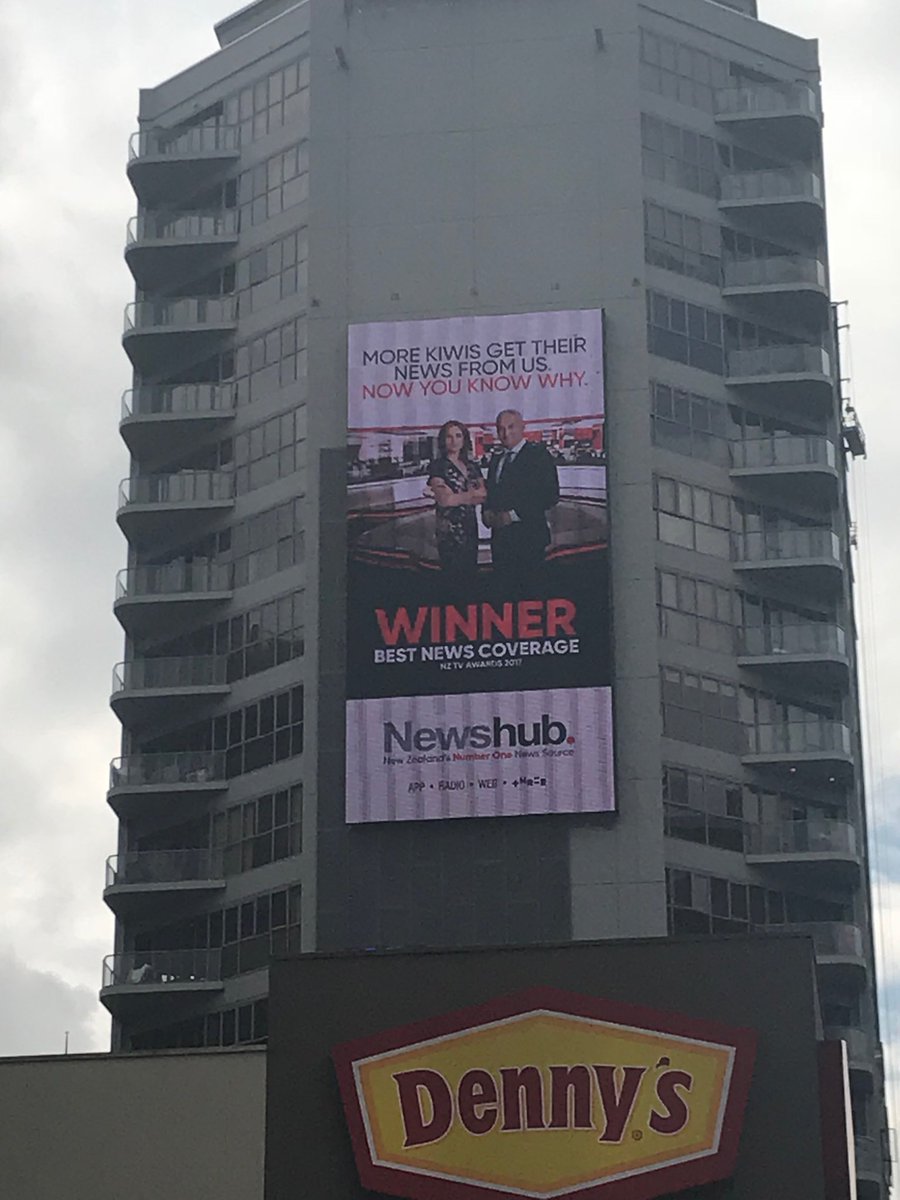 MORE KIWIS GET THEIR
NEWS FROM US.
NOW YOU KNOW WHY.
WINNER
BEST NEWS COVERAGE
NZ TV AWARDS 2017
Newshub.
New Zealand's Number One News Source
APP • RADIO • WEB •
Denny's